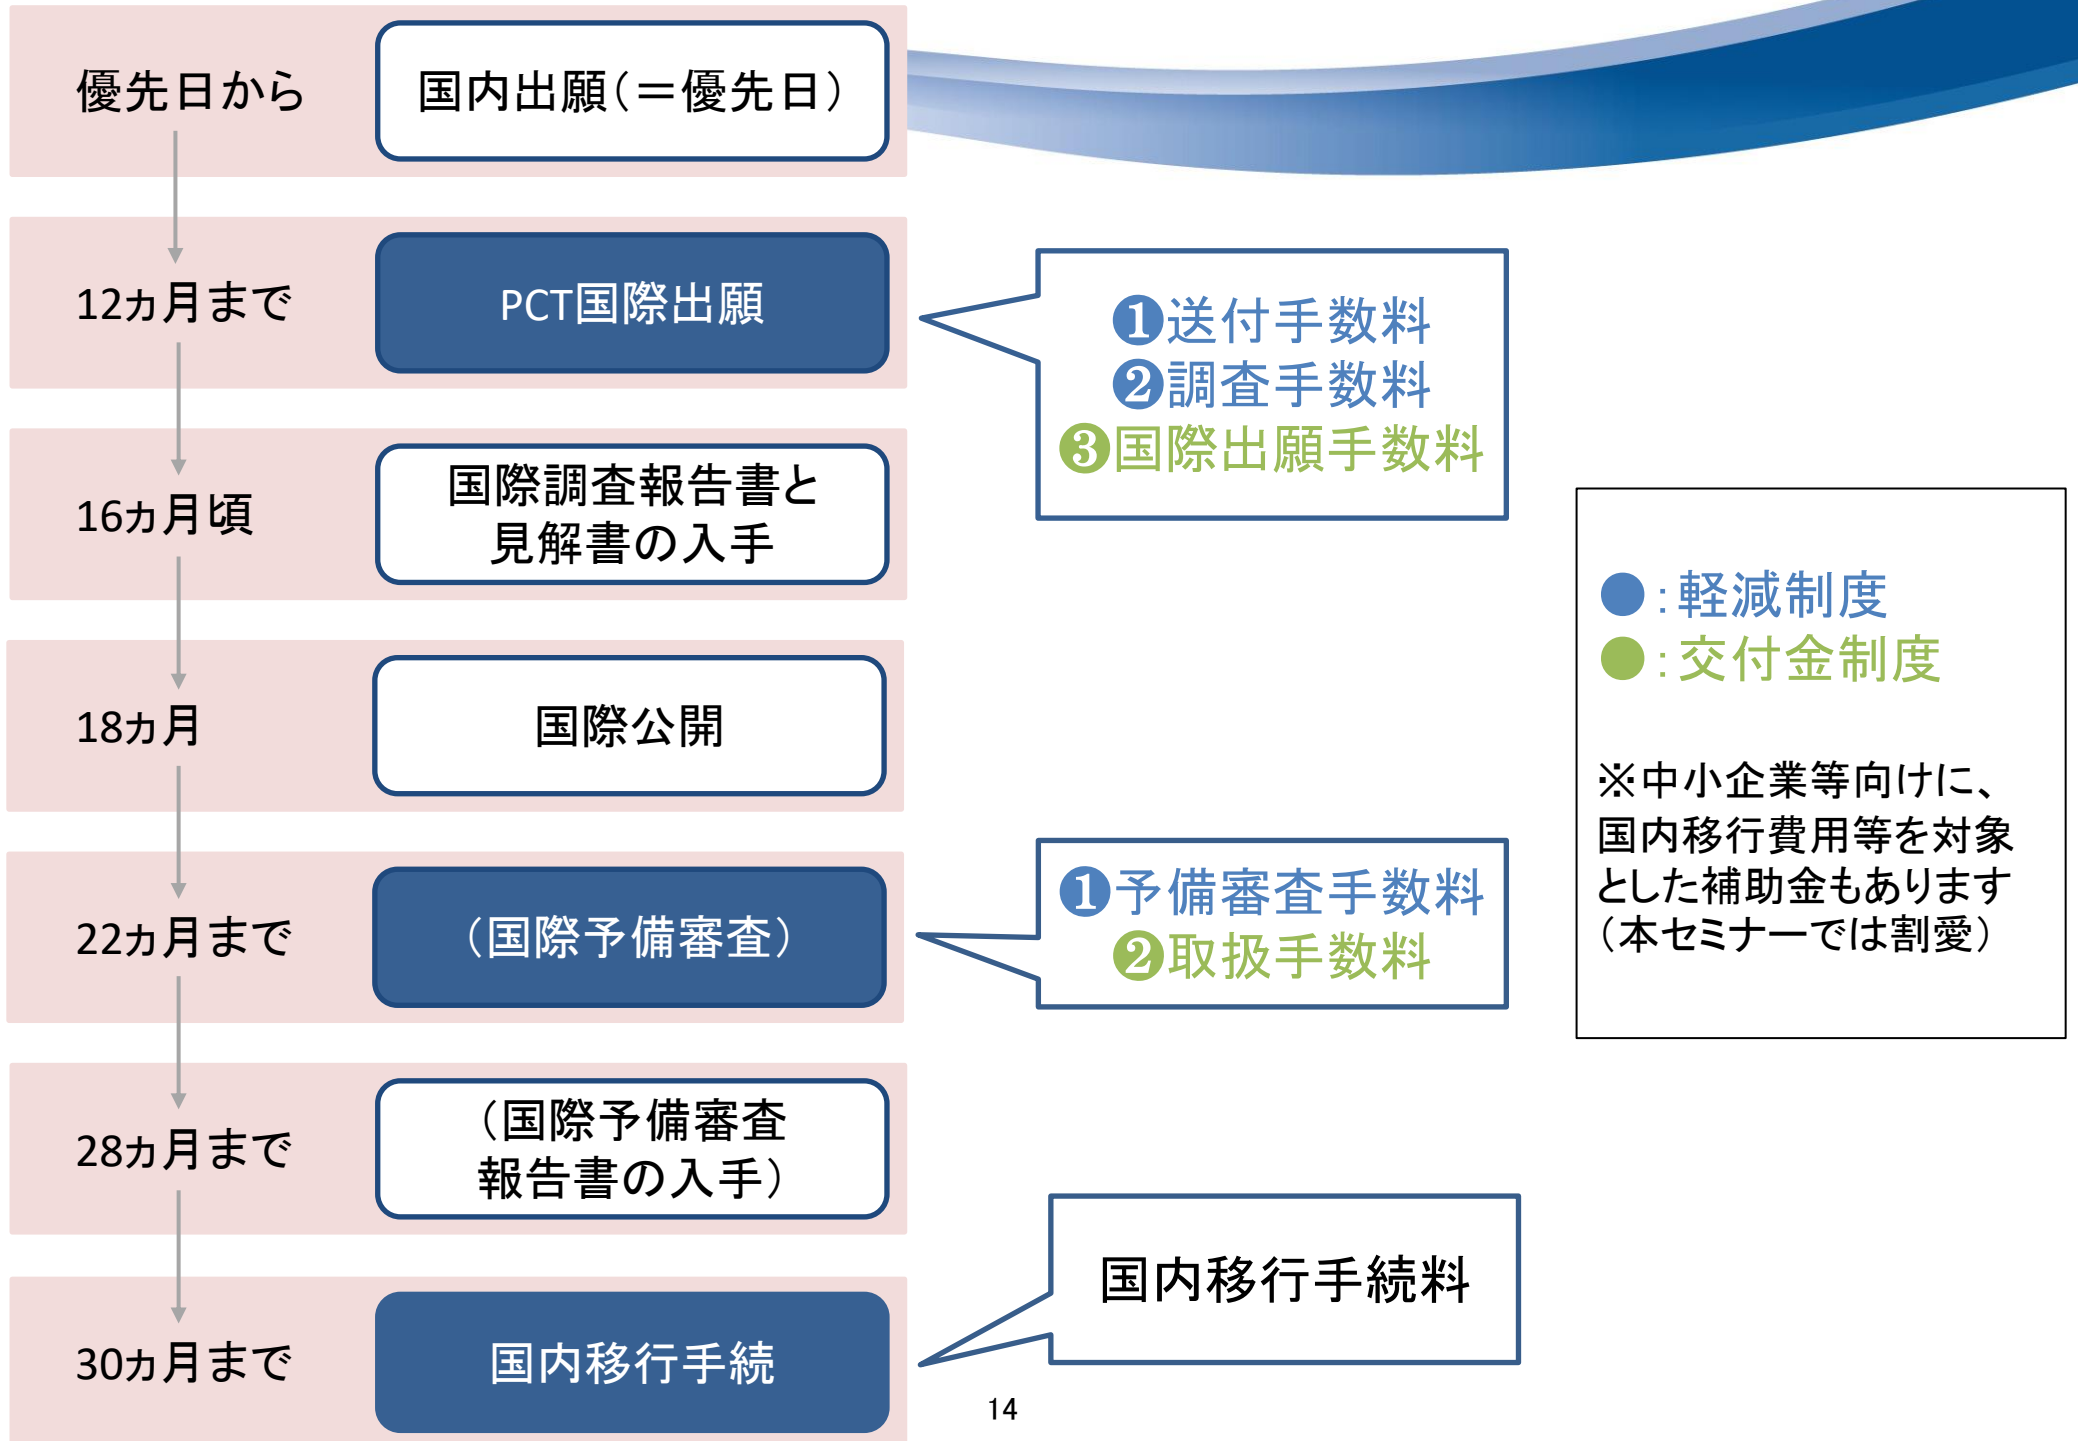 優先日から
国内出願(＝優先日)
12ヵ月まで
PCT国際出願
❶送付手数料
❷調査手数料
❸国際出願手数料
16ヵ月頃
国際調査報告書と
見解書の入手
18ヵ月
国際公開
22ヵ月まで
(国際予備審査)
❶予備審査手数料
❷取扱手数料
28ヵ月まで
(国際予備審査
報告書の入手)
30ヵ月まで
国内移行手続
国内移行手続料
●:軽減制度
●:交付金制度
※中小企業等向けに、
国内移行費用等を対象
とした補助金もあります
(本セミナーでは割愛)
14